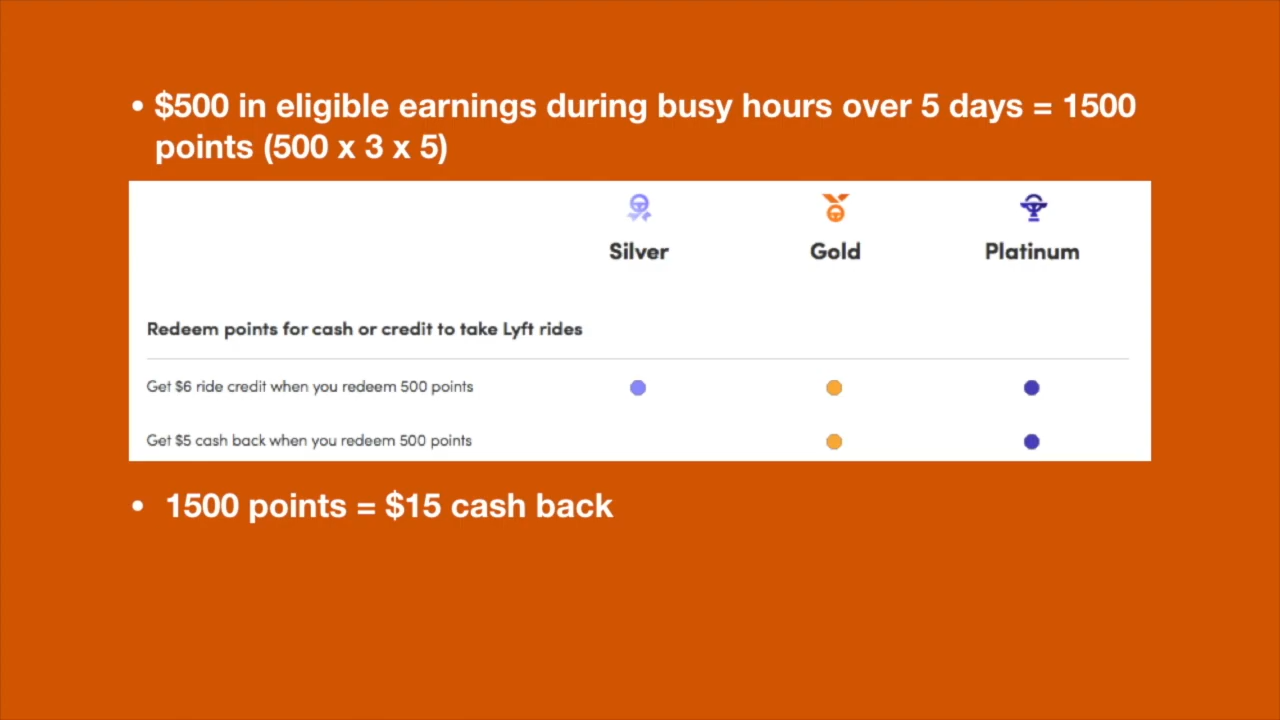 • $500 in eligible earnings during busy hours over 5 days = 1500
points (500 x 3 x 5)
Silver Gold Platinum
Redeem points for cash or credit to take Lyft rides
Get $6 ride credit when you redeem 500 points
Get $5 cash back when you redeem 500 points
• 1500 points = $15 cash back